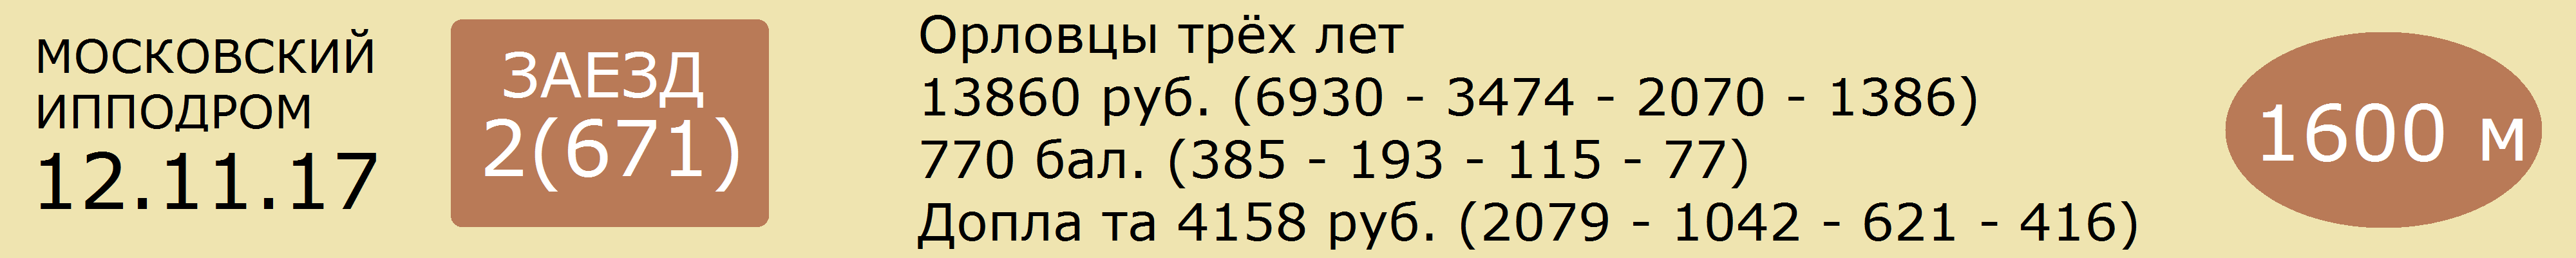 МОСКОВСКИЙ
ИППОДРОМ
12.11.17
ЗАЕЗД
2(671)
Орловцы трёх лет
13860 руб. (6930 - 3474 - 2070 - 1386)
770 бал. (385 - 193 - 115 - 77)
Допла та 4158 руб. (2079 - 1042 - 621 - 416)
1600 м